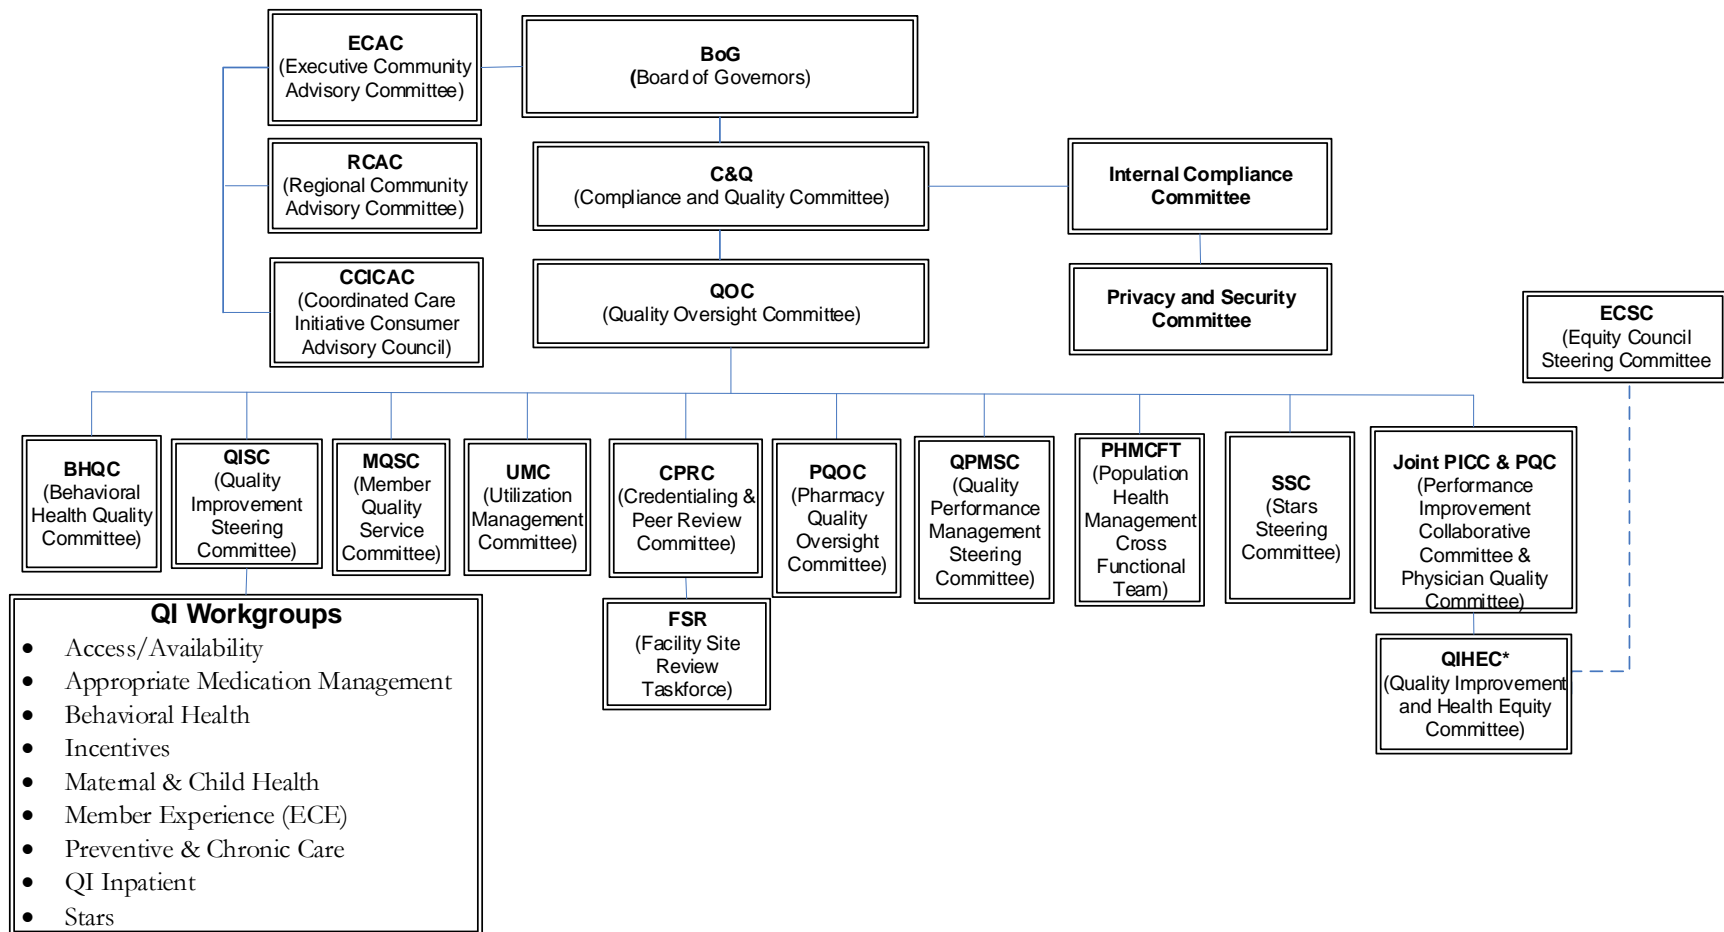 ECAC
(Executive Community
Advisory Committee)
BoG
(Board of Governors)
RCAC
(Regional Community
Advisory Committee)
C&Q
(Compliance and Quality Committee)
Internal Compliance
Committee
CCICAC
(Coordinated Care
Initiative Consumer
Advisory Council)
QOC
(Quality Oversight Committee)
Privacy and Security
Committee
ECSC
(Equity Council
Steering Committee
BHQC
(Behavioral
Health Quality
Committee)
QISC
(Quality
Improvement
Steering
Committee)
MQSC
(Member
Quality
Service
Committee)
UMC
(Utilization
Management
Committee)
CPRC
(Credentialing &
Peer Review
Committee)
PQOC
(Pharmacy
Quality
Oversight
Committee)
QPMSC
(Quality
Performance
Management
Steering
Committee)
PHMCFT
(Population
Health
Management
Cross
Functional
Team)
SSC
(Stars
Steering
Committee)
Joint PICC & PQC
(Performance
Improvement
Collaborative
Committee &
Physician Quality
Committee)
QI Workgroups
• Access/Availability
• Appropriate Medication Management
• Behavioral Health
• Incentives
• Maternal & Child Health
• Member Experience (ECE)
• Preventive & Chronic Care
• QI Inpatient
• Stars
FSR
(Facility Site
Review
Taskforce)
QIHEC*
(Quality Improvement
and Health Equity
Committee)